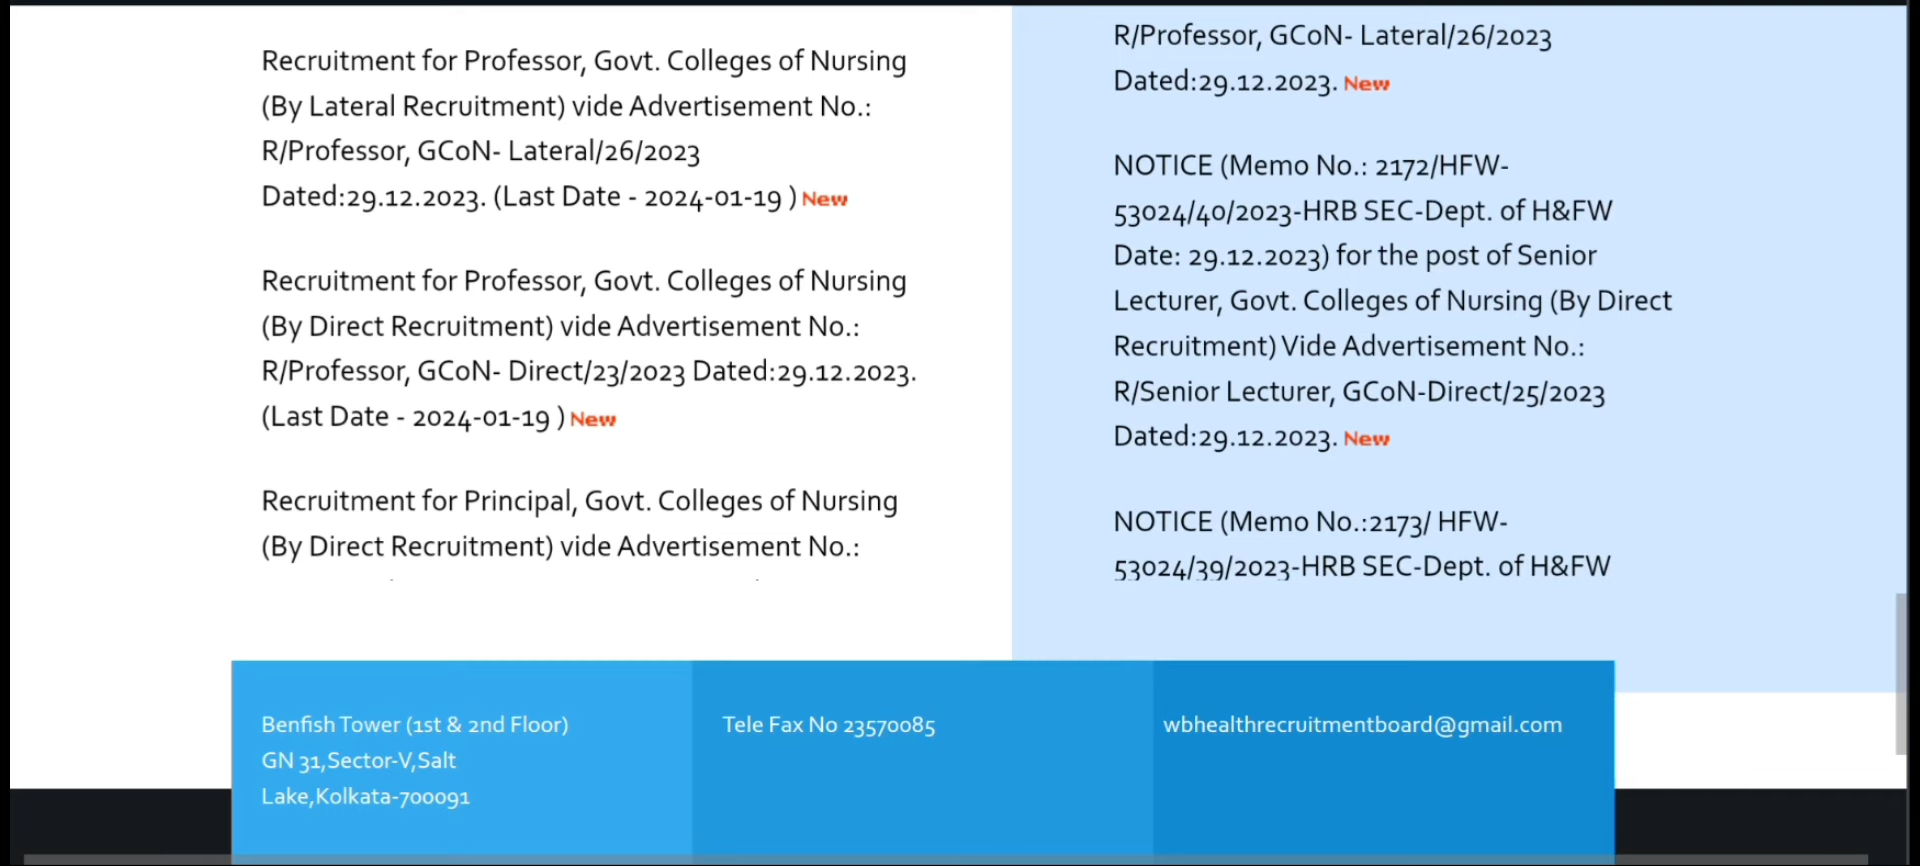 Recruitment for Professor, Govt. Colleges of Nursing
(By Lateral Recruitment) vide Advertisement No.:
R/Professor, GCoN- Lateral/26/2023
Dated:29.12.2023. (Last Date - 2024-01-19 ) New
Recruitment for Professor, Govt. Colleges of Nursing
(By Direct Recruitment) vide Advertisement No.:
R/Professor, GCoN- Direct/23/2023 Dated:29.12.2023.
(Last Date - 2024-01-19 ) New
Recruitment for Principal, Govt. Colleges of Nursing
(By Direct Recruitment) vide Advertisement No.:
R/Professor, GCoN- Lateral/26/2023
Dated:29.12.2023. New
NOTICE (Memo No.: 2172/HFW-
53024/40/2023-HRB SEC-Dept. of H&FW
Date: 29.12.2023) for the post of Senior
Lecturer, Govt. Colleges of Nursing (By Direct
Recruitment) Vide Advertisement No.:
R/Senior Lecturer, GCoN-Direct/25/2023
Dated:29.12.2023. New
NOTICE (Memo No.:2173/ HFW-
53024/39/2023-HRB SEC-Dept. of H&FW
Benfish Tower (1st & 2nd Floor)
GN 31,Sector-V,Salt
Lake,Kolkata-700091
Tele Fax No 23570085
wbhealthrecruitmentboard@gmail.com